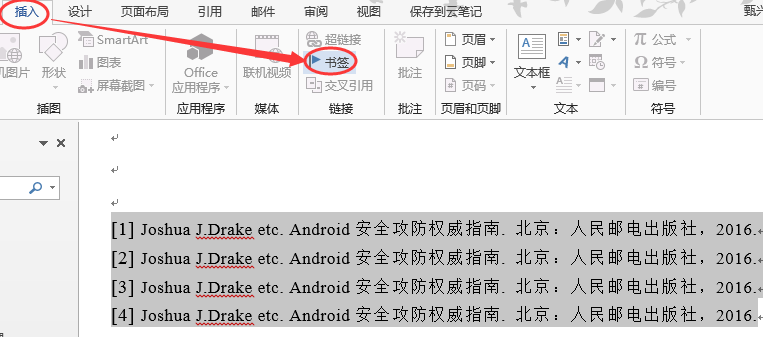 插入 设计 页面布局 引用 邮件 审阅 视图 保存到云笔记 甄兴
SmartArt 超链接 页眉 π 公式
机图片 形状 图表 Office 联机视频 书签 批注 页脚 文本框 A Ω 符号
屏幕截图 应用程序 交叉引用 页码 编号
插图 应用程序 媒体 链接 批注 页眉和页脚 文本 符号
[1] Joshua J.Drake etc. Android 安全攻防权威指南. 北京：人民邮电出版社，2016.
[2] Joshua J.Drake etc. Android 安全攻防权威指南. 北京：人民邮电出版社，2016.
[3] Joshua J.Drake etc. Android 安全攻防权威指南. 北京：人民邮电出版社，2016.
[4] Joshua J.Drake etc. Android 安全攻防权威指南. 北京：人民邮电出版社，2016.